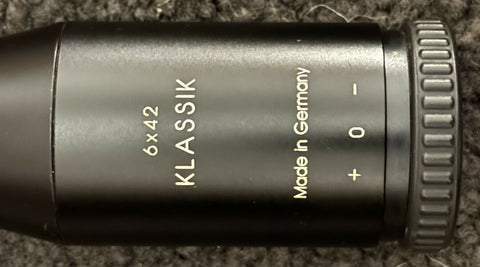 6x42
KLASSIK
Made in Germany
+ 0 -